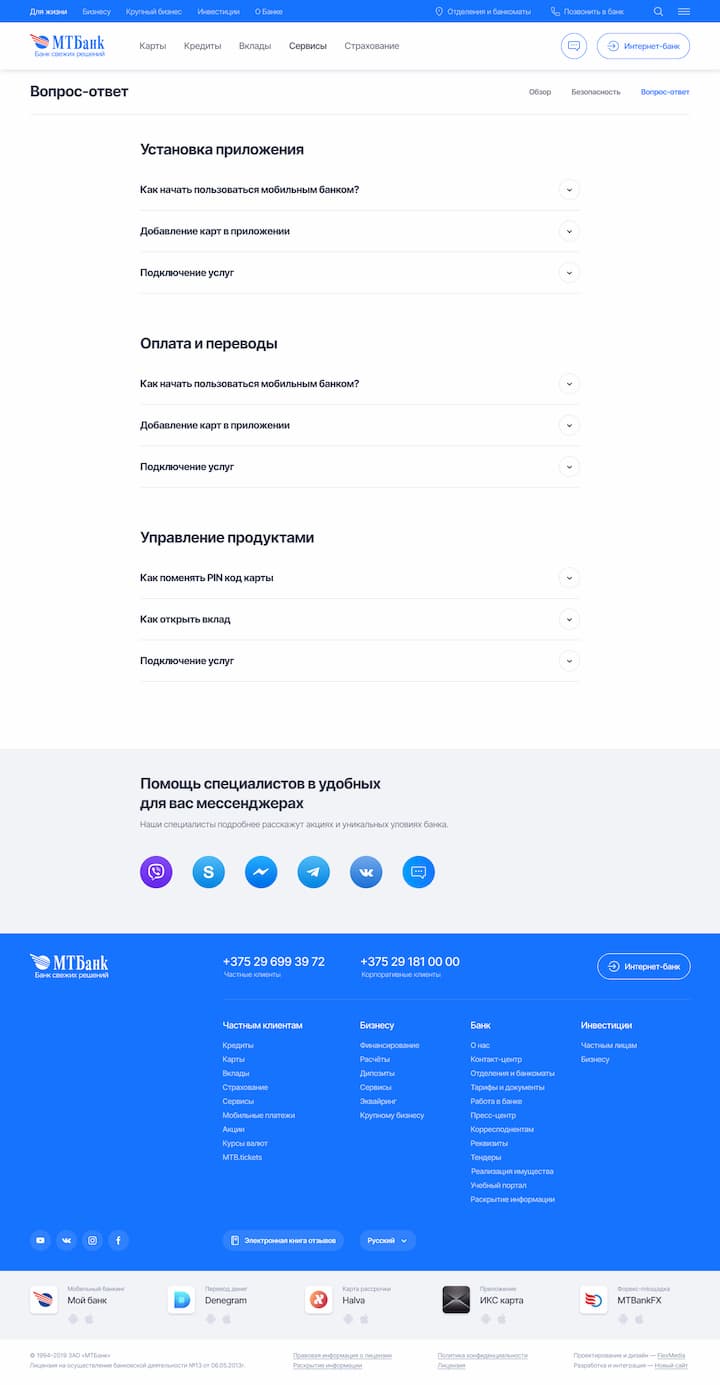 Для жизни Бизнесу Крупный бизнес Инвестиции О Банке Отделения и банкоматы Позвонить в банк
МТБанк
Банк свежих решений
Карты Кредиты Вклады Сервисы Страхование Интернет-банк
Вопрос-ответ Обзор Безопасность Вопрос-ответ
Установка приложения
Как начать пользоваться мобильным банком?
Добавление карт в приложении
Подключение услуг
Оплата и переводы
Как начать пользоваться мобильным банком?
Добавление карт в приложении
Подключение услуг
Управление продуктами
Как поменять PIN код карты
Как открыть вклад
Подключение услуг
Помощь специалистов в удобных
для вас мессенджерах
Наши специалисты подробнее расскажут акциях и уникальных уловиях банка.
МТБанк
Банк свежих решений
+375 29 699 39 72 +375 29 181 00 00 Интернет-банк
Частные клиенты Корпоративные клиенты
Частным клиентам Бизнесу Банк Инвестиции
Кредиты Финансирование О нас Частным лицам
Карты Расчёты Контакт-центр Бизнесу
Вклады Дипозиты Отделения и банкоматы
Страхование Сервисы Тарифы и документы
Сервисы Эквайринг Работа в банке
Мобильные платежи Крупному бизнесу Пресс-центр
Акции Корреспондентам
Курсы валют Реквизиты
MTB.tickets Тендеры
Реализация имущества
Учебный портал
Раскрытие информации
Электронная книга отзывов Русский
Мобильный банкинг Перевод денег Карта рассрочки Приложение Форекс-площадка
Мой банк Denegram Halva ИКС карта MTBankFX
© 1994-2019 ЗАО «МТБанк» Правовая информация о лицензии Политика конфиденциальности Проектирование и дизайн — FlexMedia
Лицензия на осуществление банковской деятельности №13 от 06.05.2013г. Раскрытие информации Лицензия Разработка и интеграция — Новый сайт